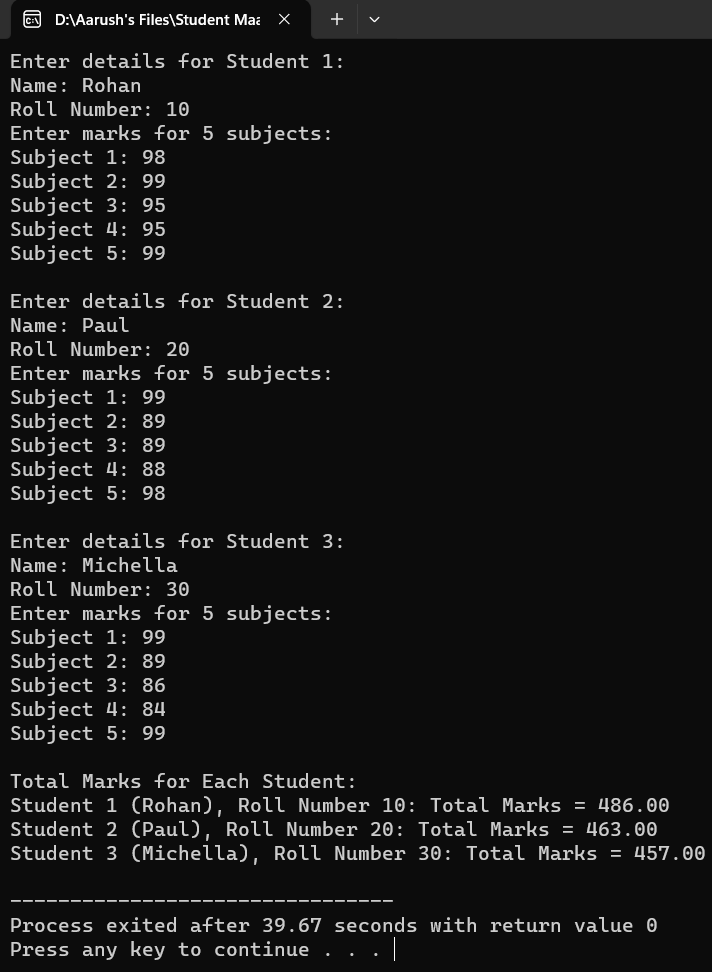 D:\Aarush's Files\Student Maa
Enter details for Student 1:
Name: Rohan
Roll Number: 10
Enter marks for 5 subjects:
Subject 1: 98
Subject 2: 99
Subject 3: 95
Subject 4: 95
Subject 5: 99
Enter details for Student 2:
Name: Paul
Roll Number: 20
Enter marks for 5 subjects:
Subject 1: 99
Subject 2: 89
Subject 3: 89
Subject 4: 88
Subject 5: 98
Enter details for Student 3:
Name: Michella
Roll Number: 30
Enter marks for 5 subjects:
Subject 1: 99
Subject 2: 89
Subject 3: 86
Subject 4: 84
Subject 5: 99
Total Marks for Each Student:
Student 1 (Rohan), Roll Number 10: Total Marks = 486.00
Student 2 (Paul), Roll Number 20: Total Marks = 463.00
Student 3 (Michella), Roll Number 30: Total Marks = 457.00
--------------------------------
Process exited after 39.67 seconds with return value 0
Press any key to continue . . .